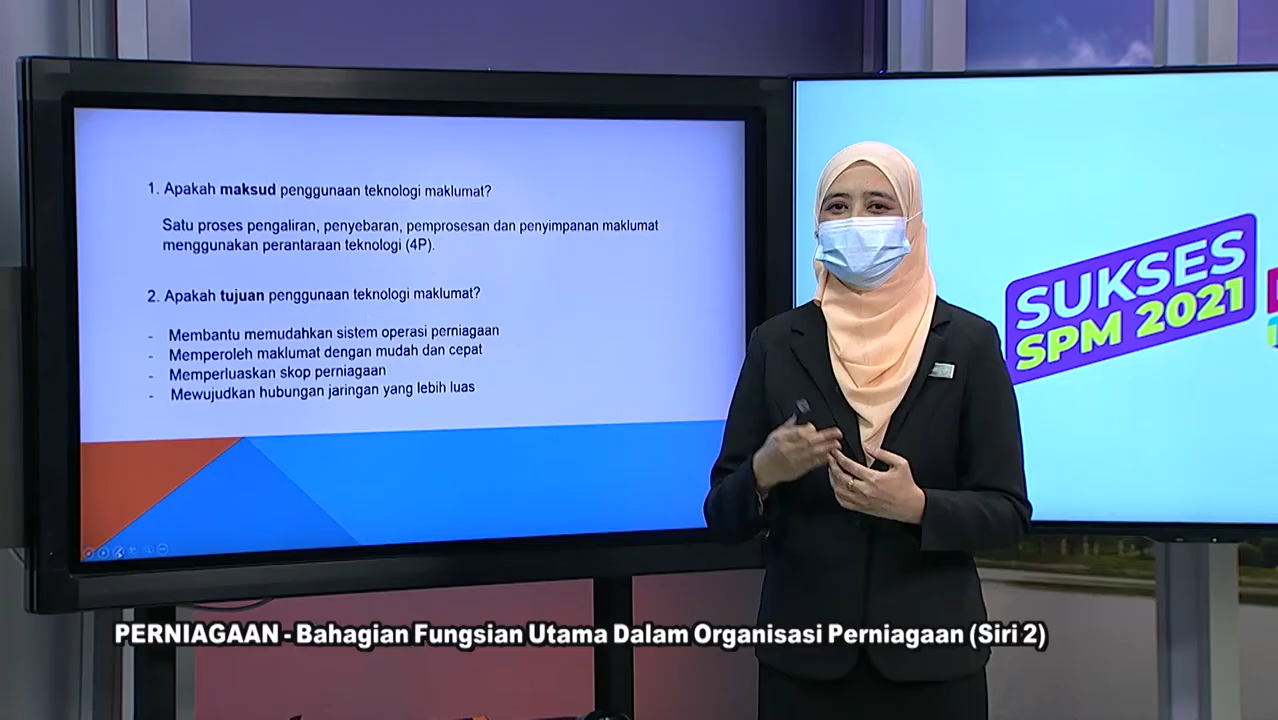 1. Apakah maksud penggunaan teknologi maklumat?
Satu proses pengaliran, penyebaran, pemprosesan dan penyimpanan maklumat
menggunakan perantaraan teknologi (4P).
2. Apakah tujuan penggunaan teknologi maklumat?
- Membantu memudahkan sistem operasi perniagaan
- Memperoleh maklumat dengan mudah dan cepat
- Memperluaskan skop perniagaan
- Mewujudkan hubungan jaringan yang lebih luas
SUKSES
SPM 2021
PERNIAGAAN - Bahagian Fungsian Utama Dalam Organisasi Perniagaan (Siri 2)